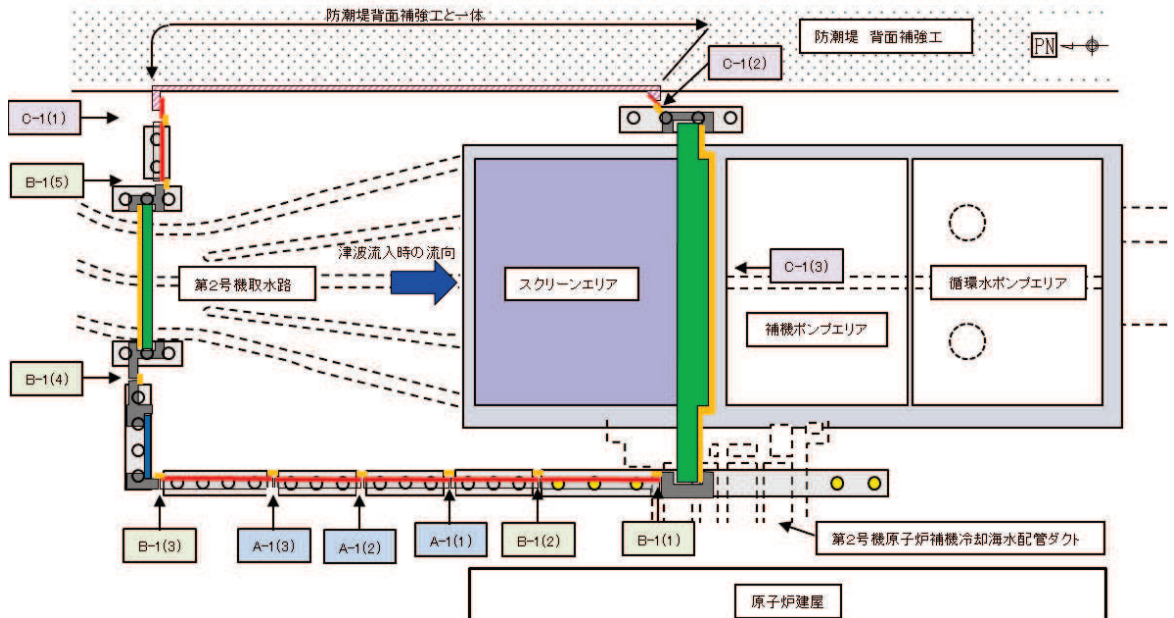 防潮堤背面補強工と一体
防潮堤 背面補強工
PN
C-1(2)
C-1(1)
B-1(5)
津波流入時の流向
第2号機取水路
スクリーンエリア
C-1(3)
循環水ポンプエリア
補機ポンプエリア
B-1(4)
B-1(3)
A-1(3)
A-1(2)
A-1(1)
B-1(2)
B-1(1)
第2号機原子炉補機冷却海水配管ダクト
原子炉建屋